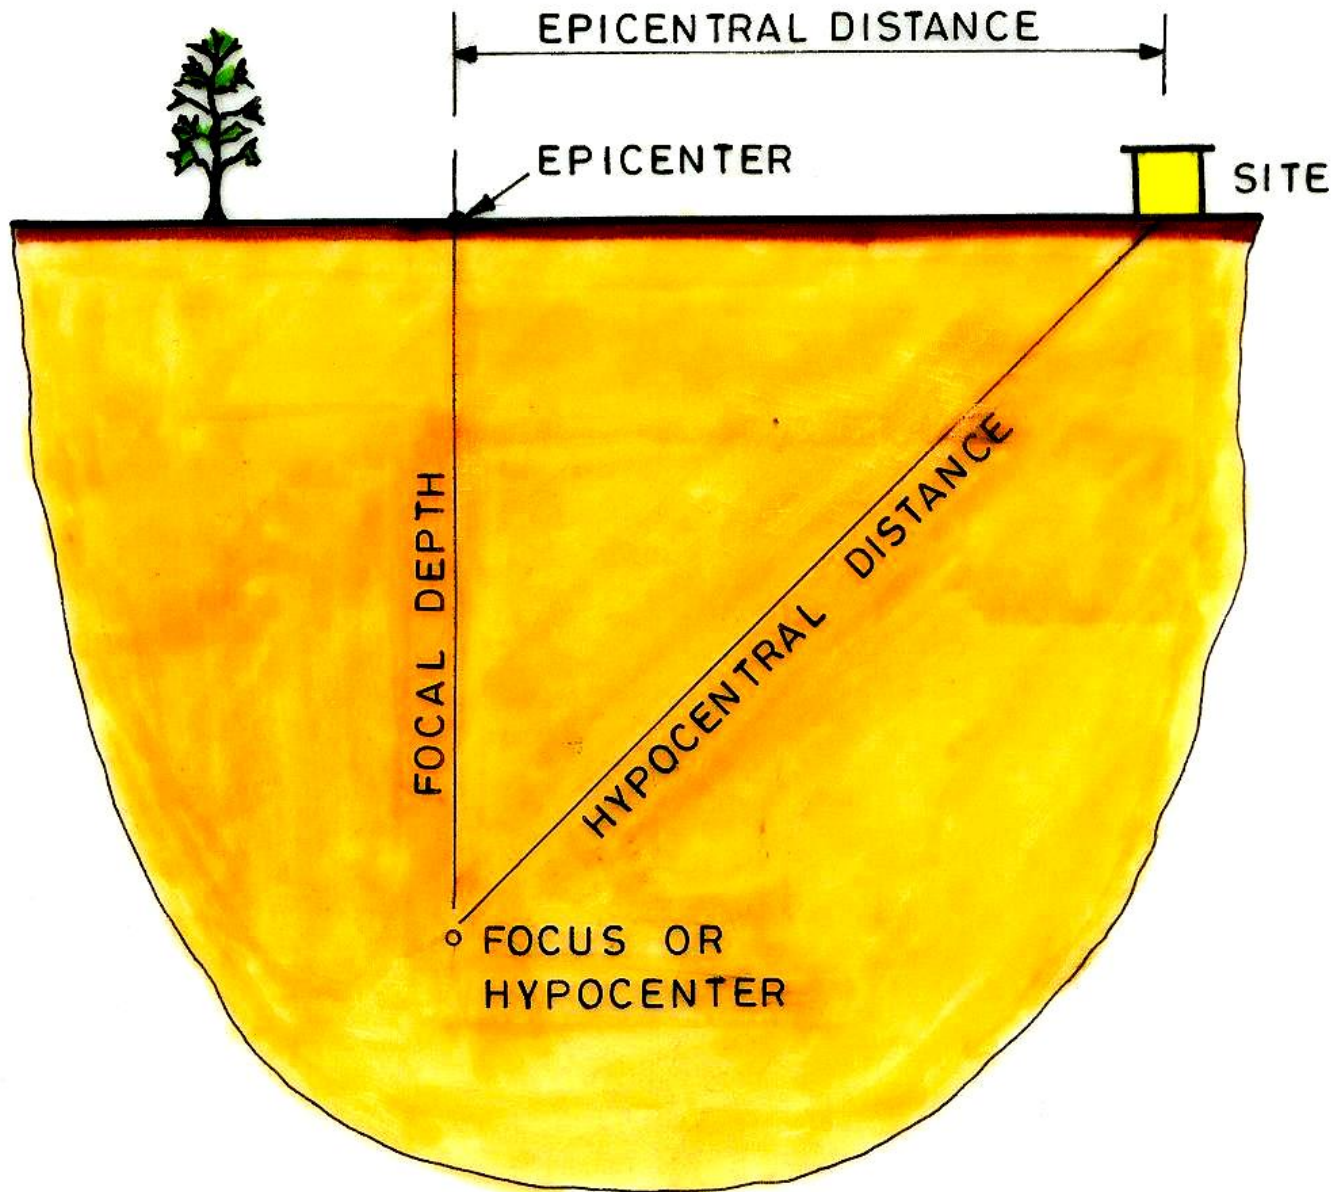 EPICENTRAL DISTANCE
EPICENTER
SITE
FOCAL DEPTH
HYPOCENTRAL DISTANCE
FOCUS OR
HYPOCENTER